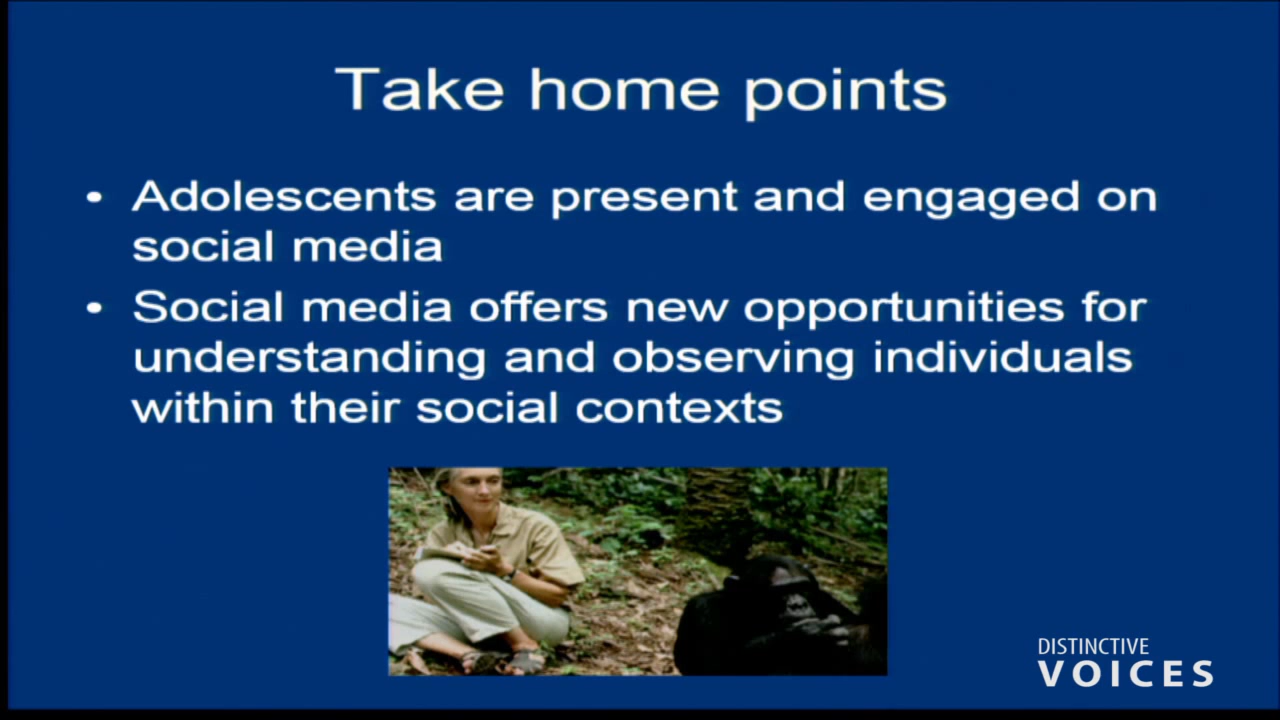 Take home points
• Adolescents are present and engaged on
social media
• Social media offers new opportunities for
understanding and observing individuals
within their social contexts
DISTINCTIVE
VOICES